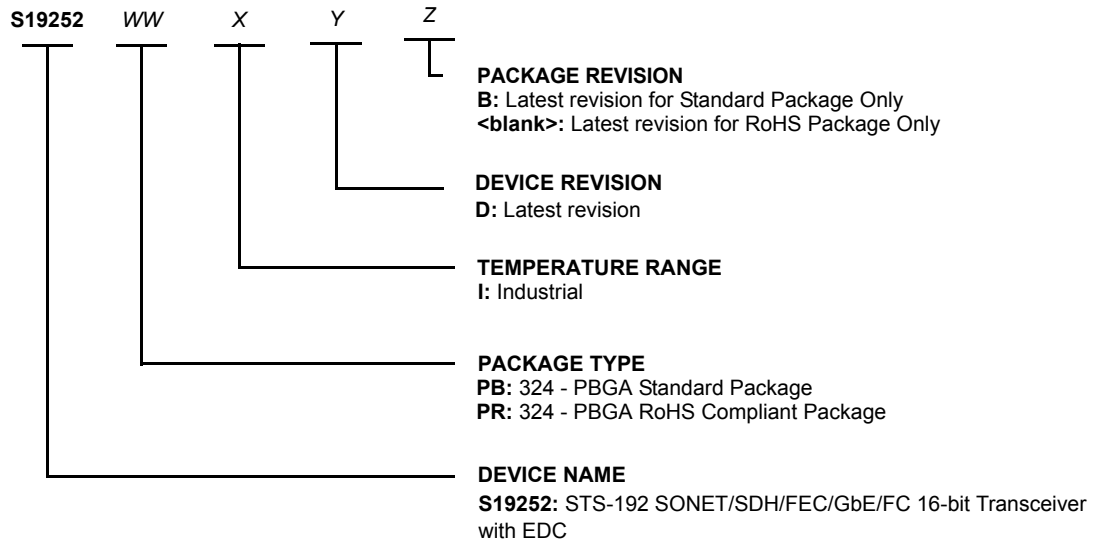 S19252 WW X Y Z
PACKAGE REVISION
B: Latest revision for Standard Package Only
<blank>: Latest revision for RoHS Package Only
DEVICE REVISION
D: Latest revision
TEMPERATURE RANGE
I: Industrial
PACKAGE TYPE
PB: 324 - PBGA Standard Package
PR: 324 - PBGA RoHS Compliant Package
DEVICE NAME
S19252: STS-192 SONET/SDH/FEC/GbE/FC 16-bit Transceiver
with EDC